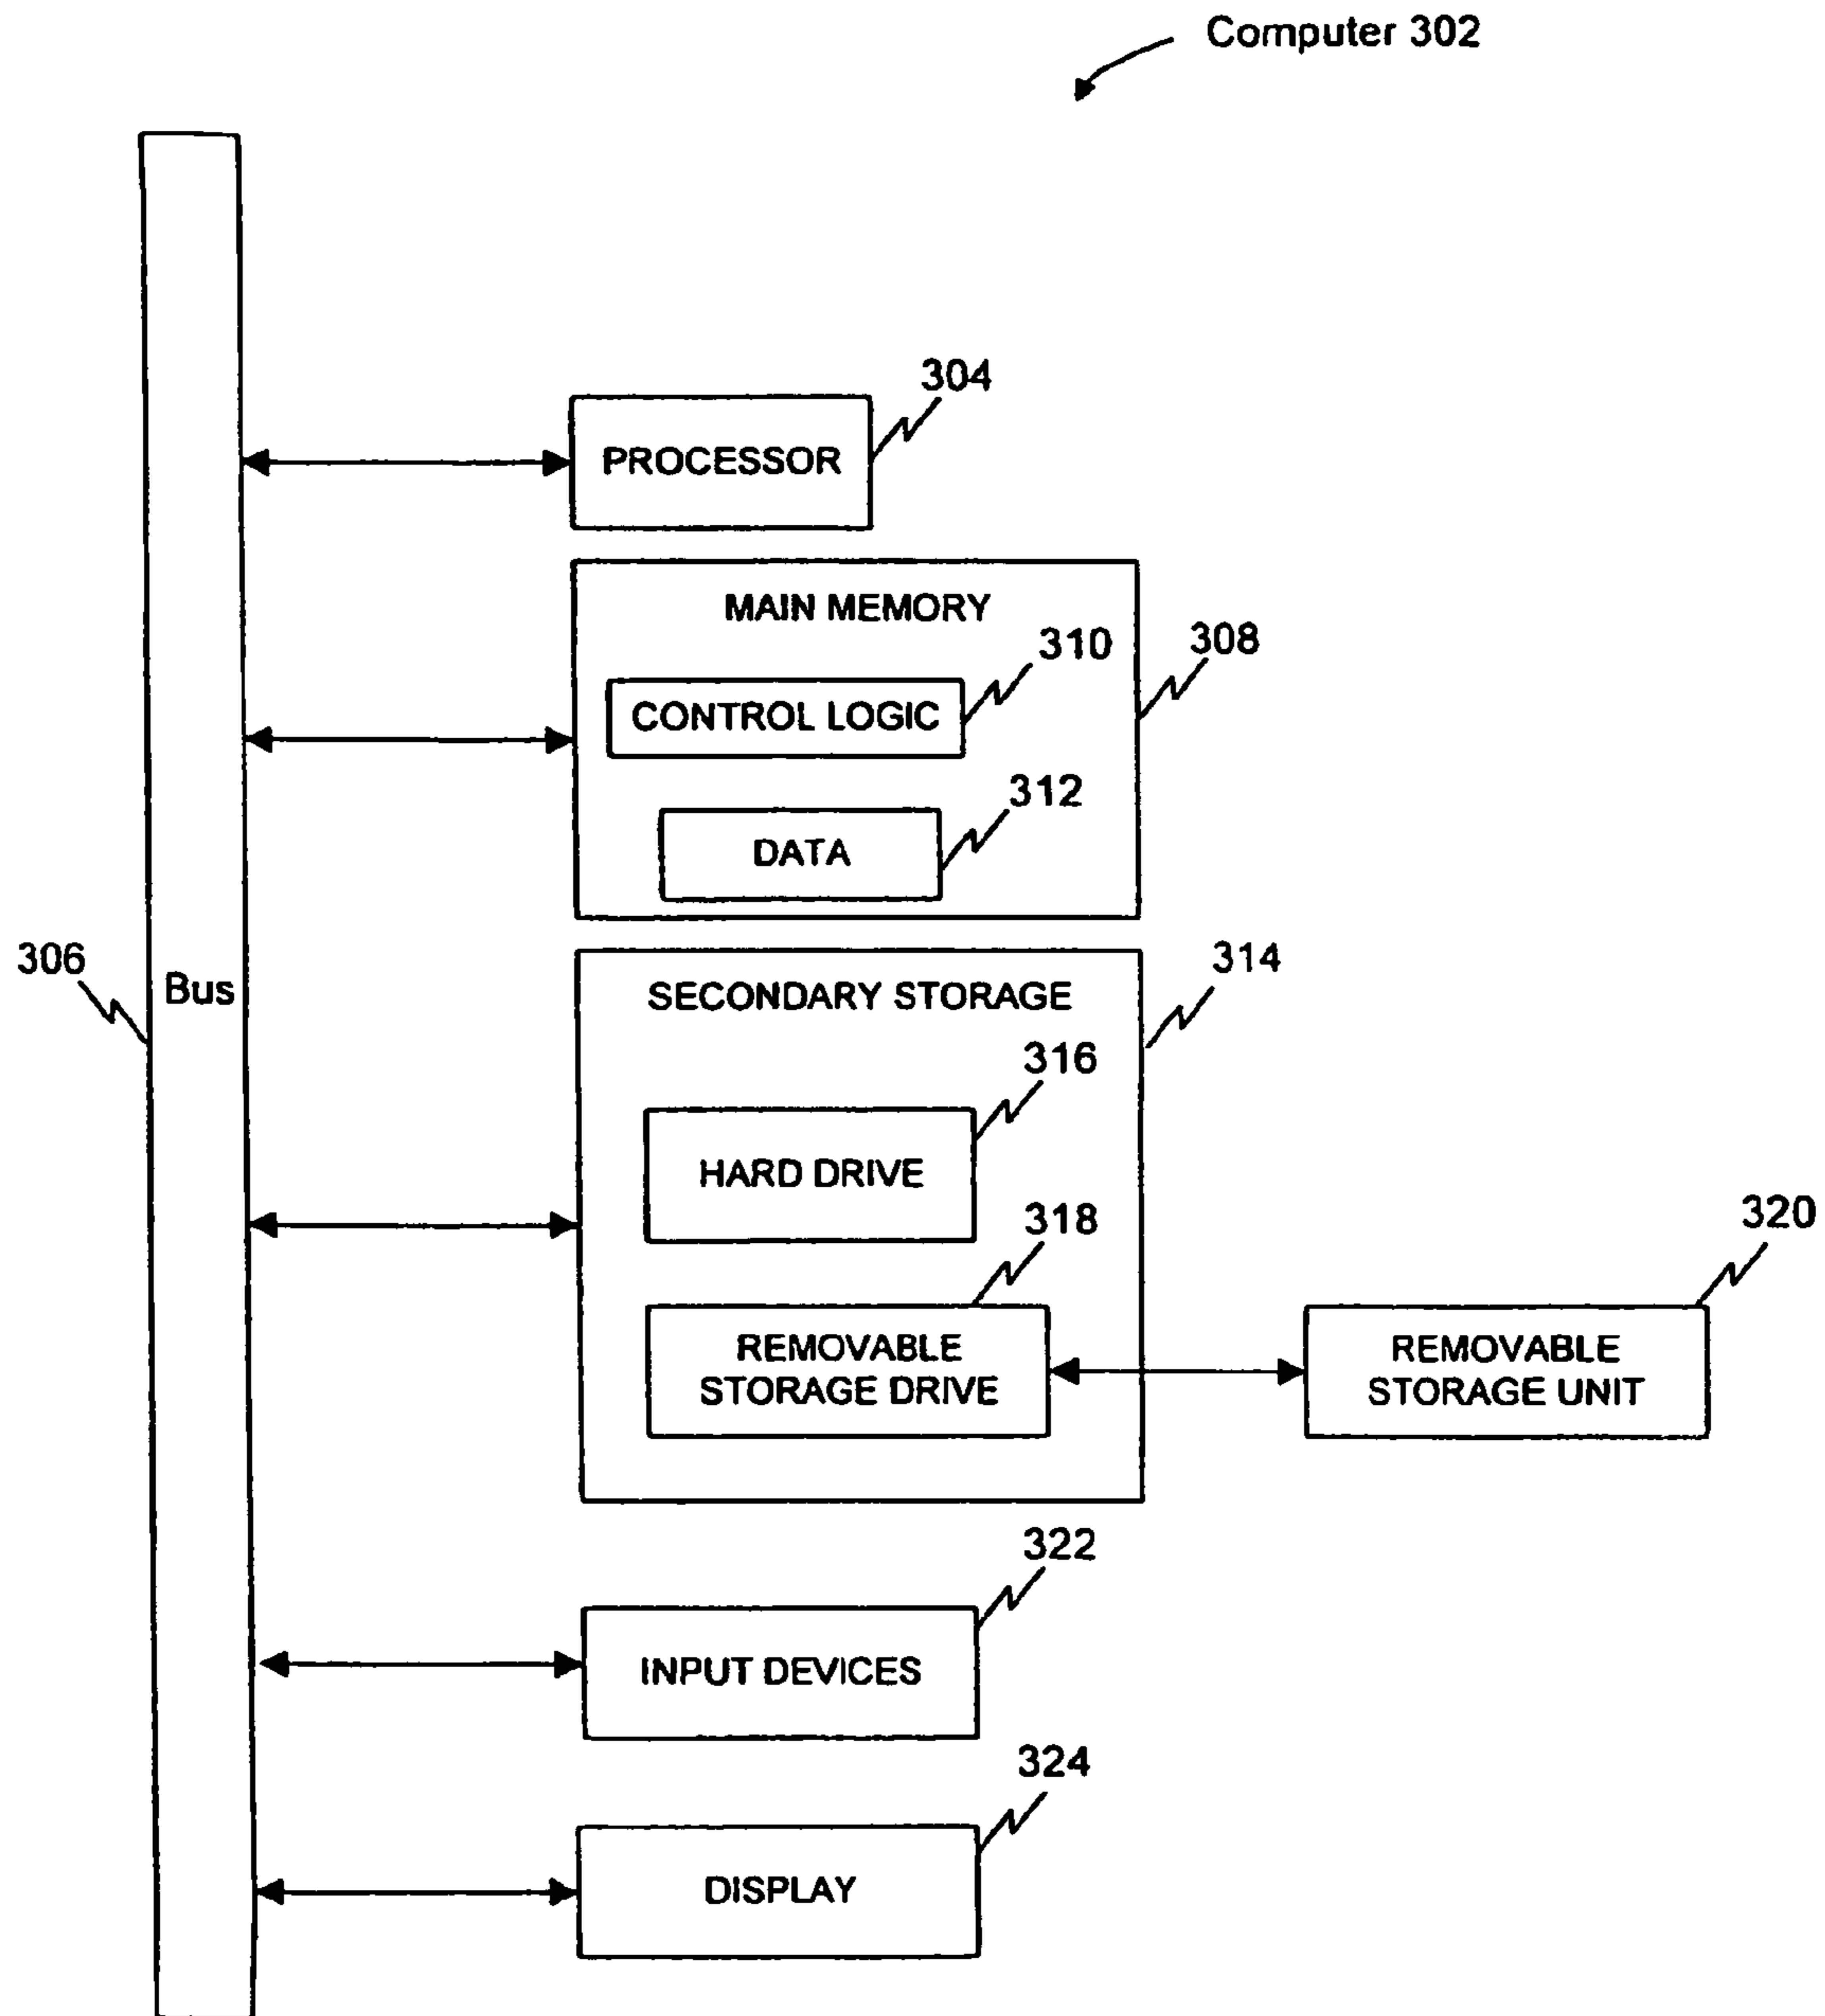 Computer 302
304
PROCESSOR
MAIN MEMORY
310
308
CONTROL LOGIC
312
DATA
306
Bus
314
SECONDARY STORAGE
316
HARD DRIVE
318
320
REMOVABLE
STORAGE DRIVE
REMOVABLE
STORAGE UNIT
322
INPUT DEVICES
324
DISPLAY